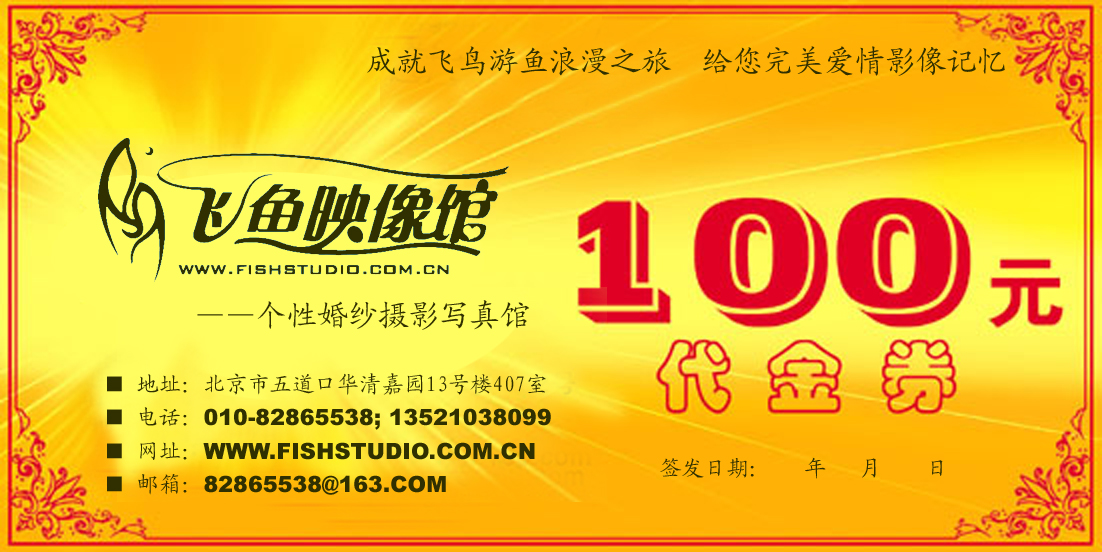 成就飞鸟游鱼浪漫之旅 给您完美爱情影像记忆
飞鱼映像馆
WWW.FISHSTUDIO.COM.CN
——个性婚纱摄影写真馆
100元
代金券
■ 地址：北京市五道口华清嘉园13号楼407室
■ 电话：010-82865538; 13521038099
■ 网址：WWW.FISHSTUDIO.COM.CN
■ 邮箱：82865538@163.COM
签发日期： 年 月 日